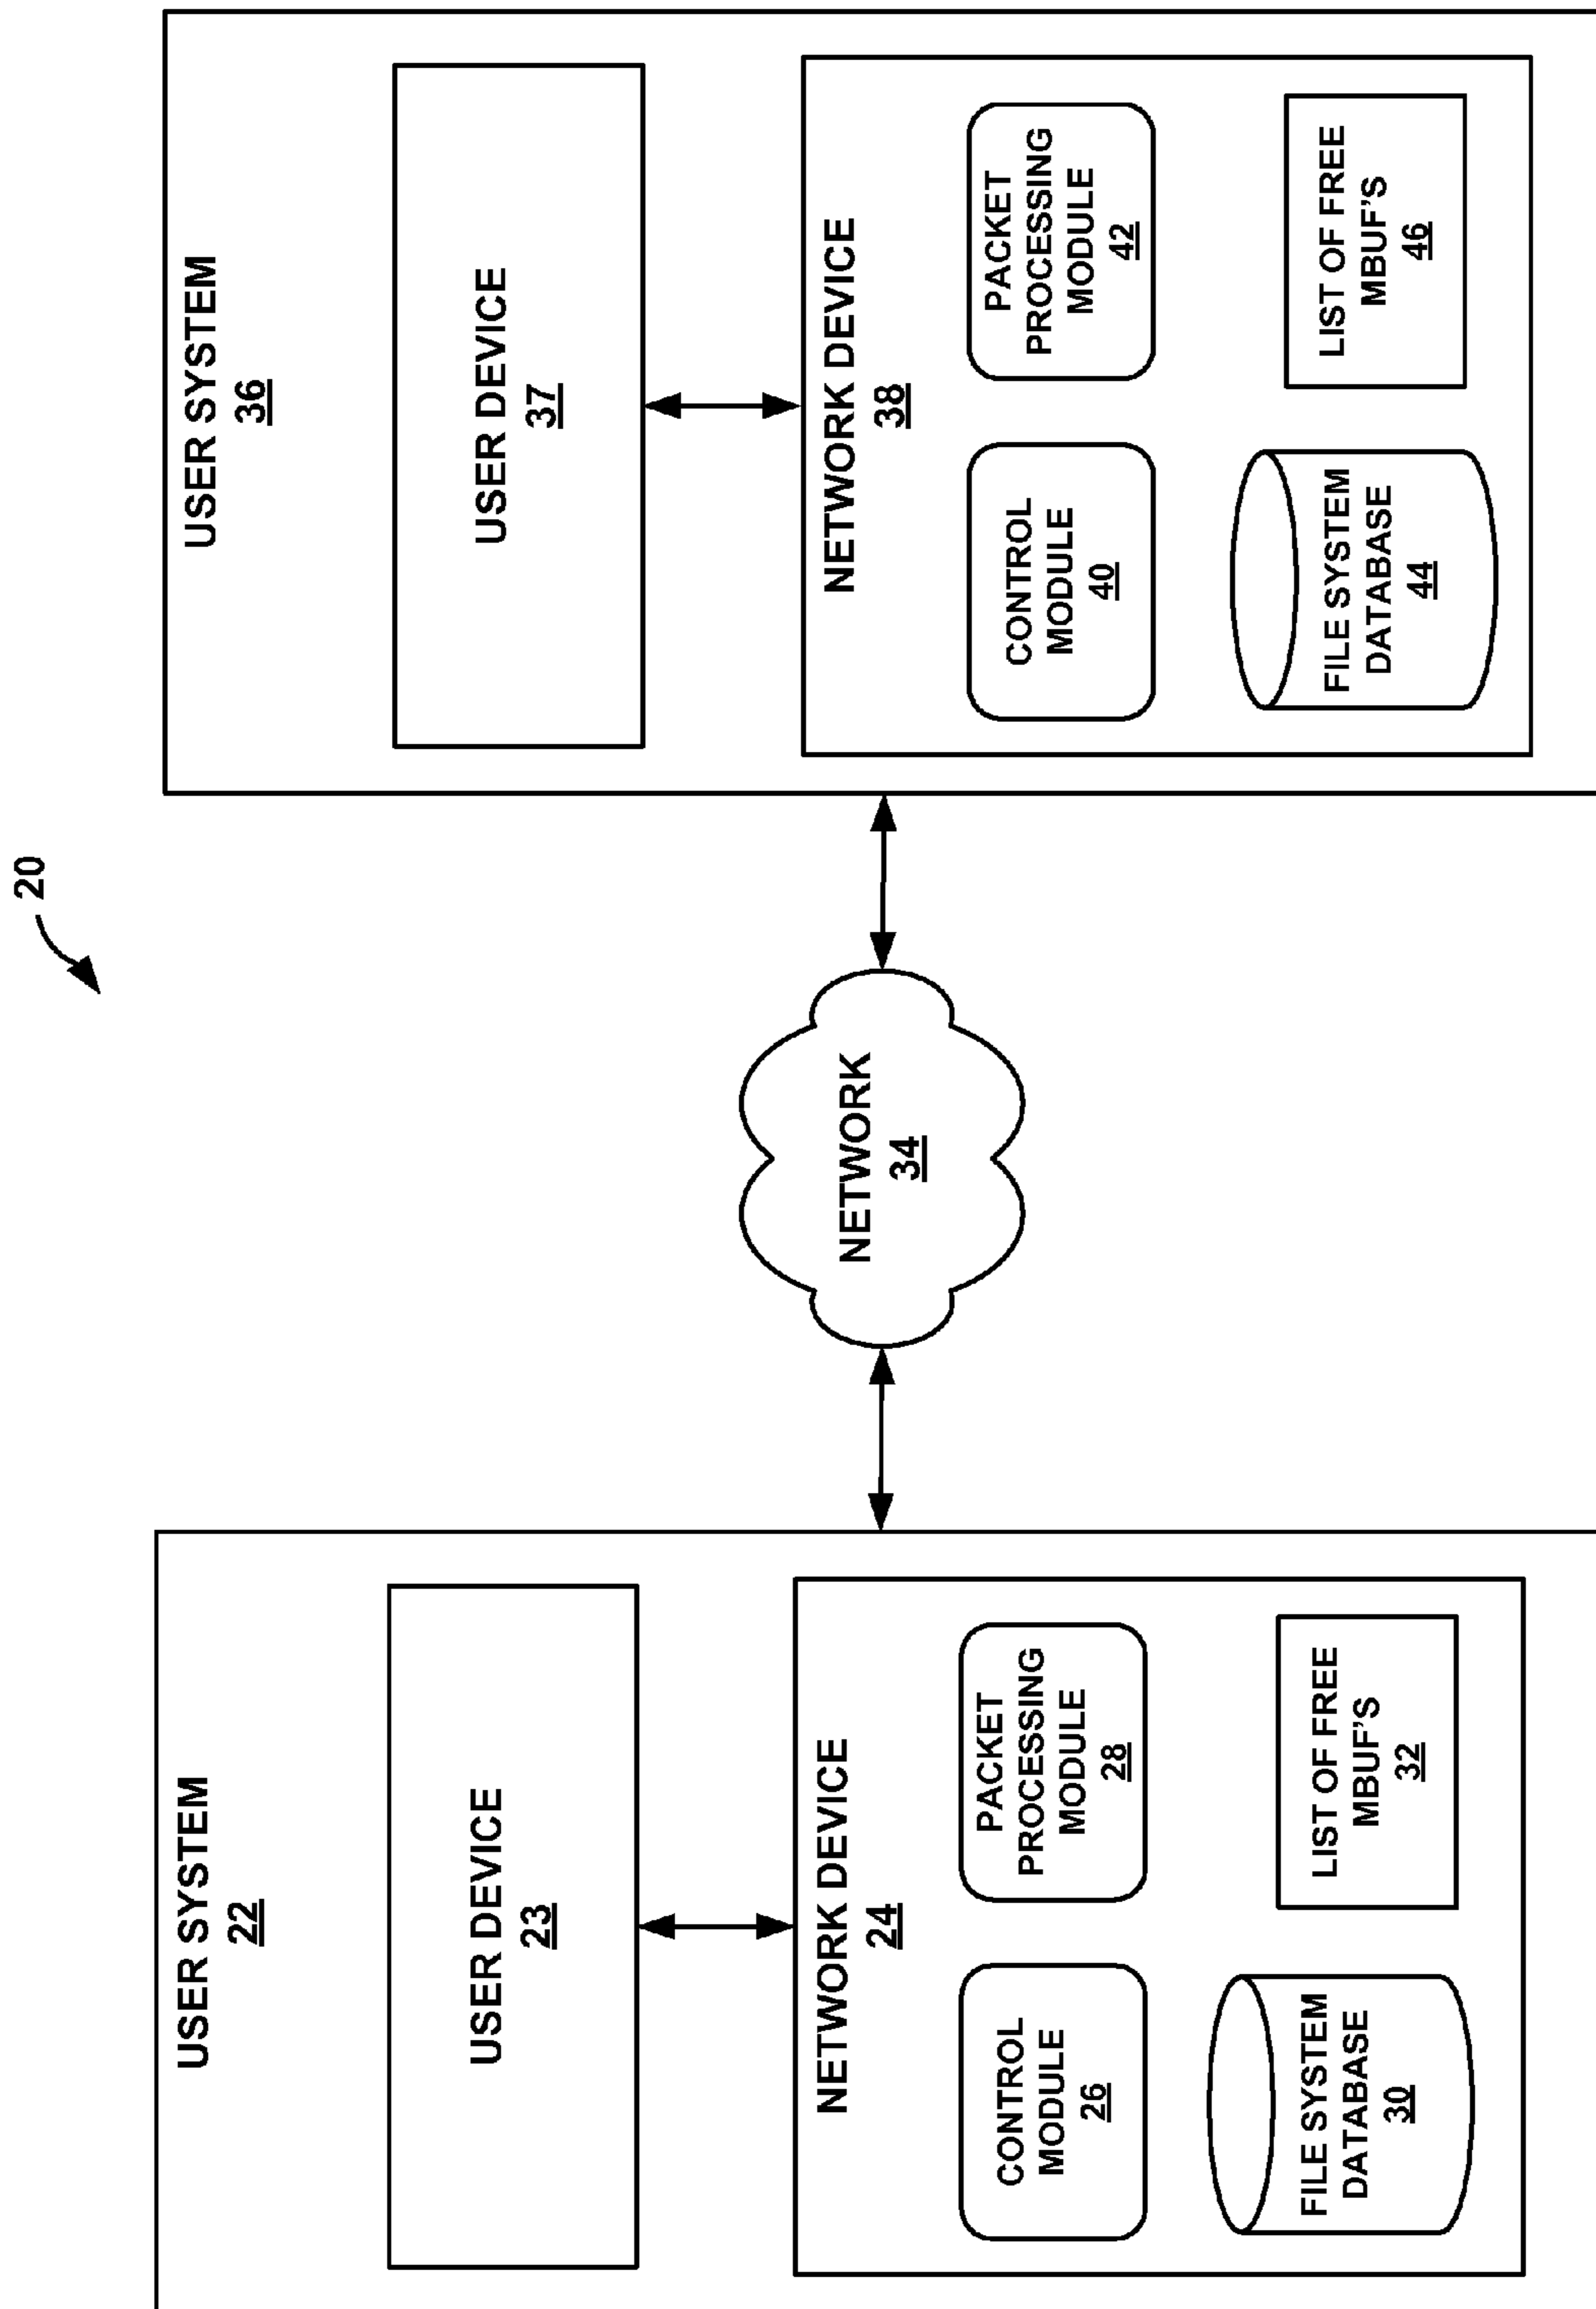 20
USER SYSTEM
22
USER DEVICE
23
NETWORK DEVICE
24
CONTROL
MODULE
26
PACKET
PROCESSING
MODULE
28
FILE SYSTEM
DATABASE
30
LIST OF FREE
MBUF'S
32
NETWORK
34
USER SYSTEM
36
USER DEVICE
37
NETWORK DEVICE
38
CONTROL
MODULE
40
PACKET
PROCESSING
MODULE
42
FILE SYSTEM
DATABASE
44
LIST OF FREE
MBUF'S
46